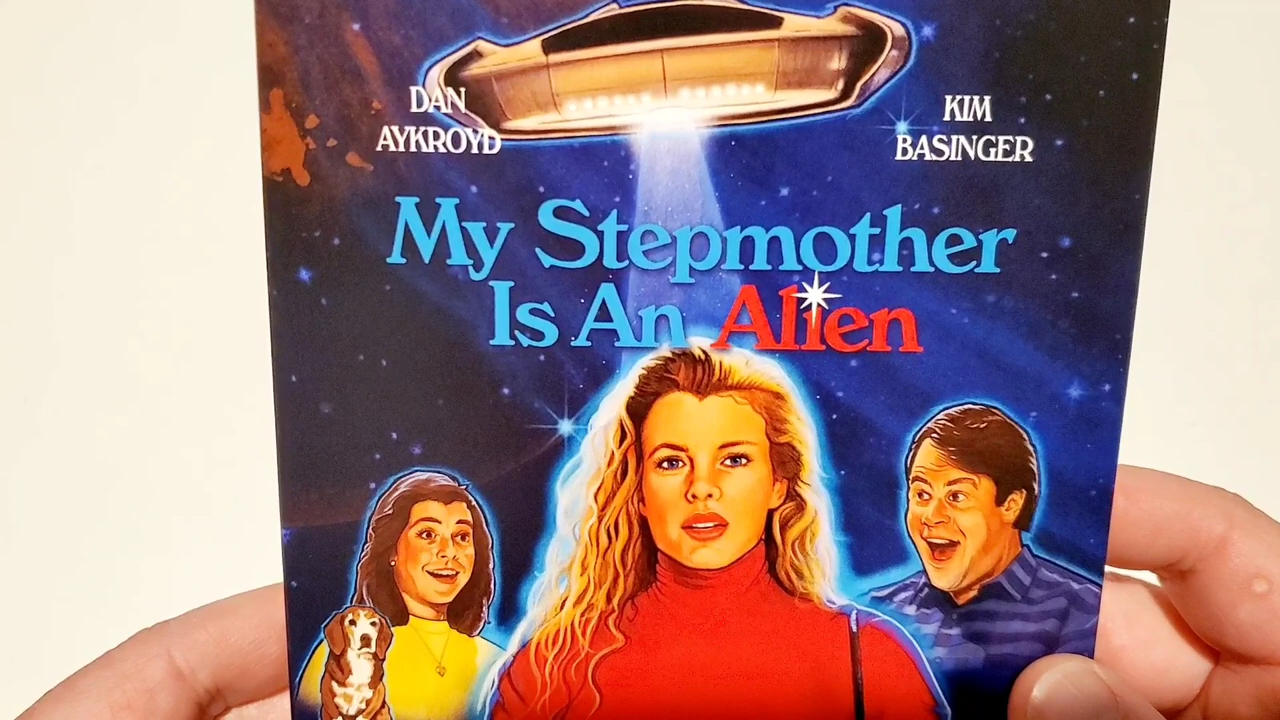 DAN
AYKROYD
KIM
BASINGER
My Stepmother
Is An Alien